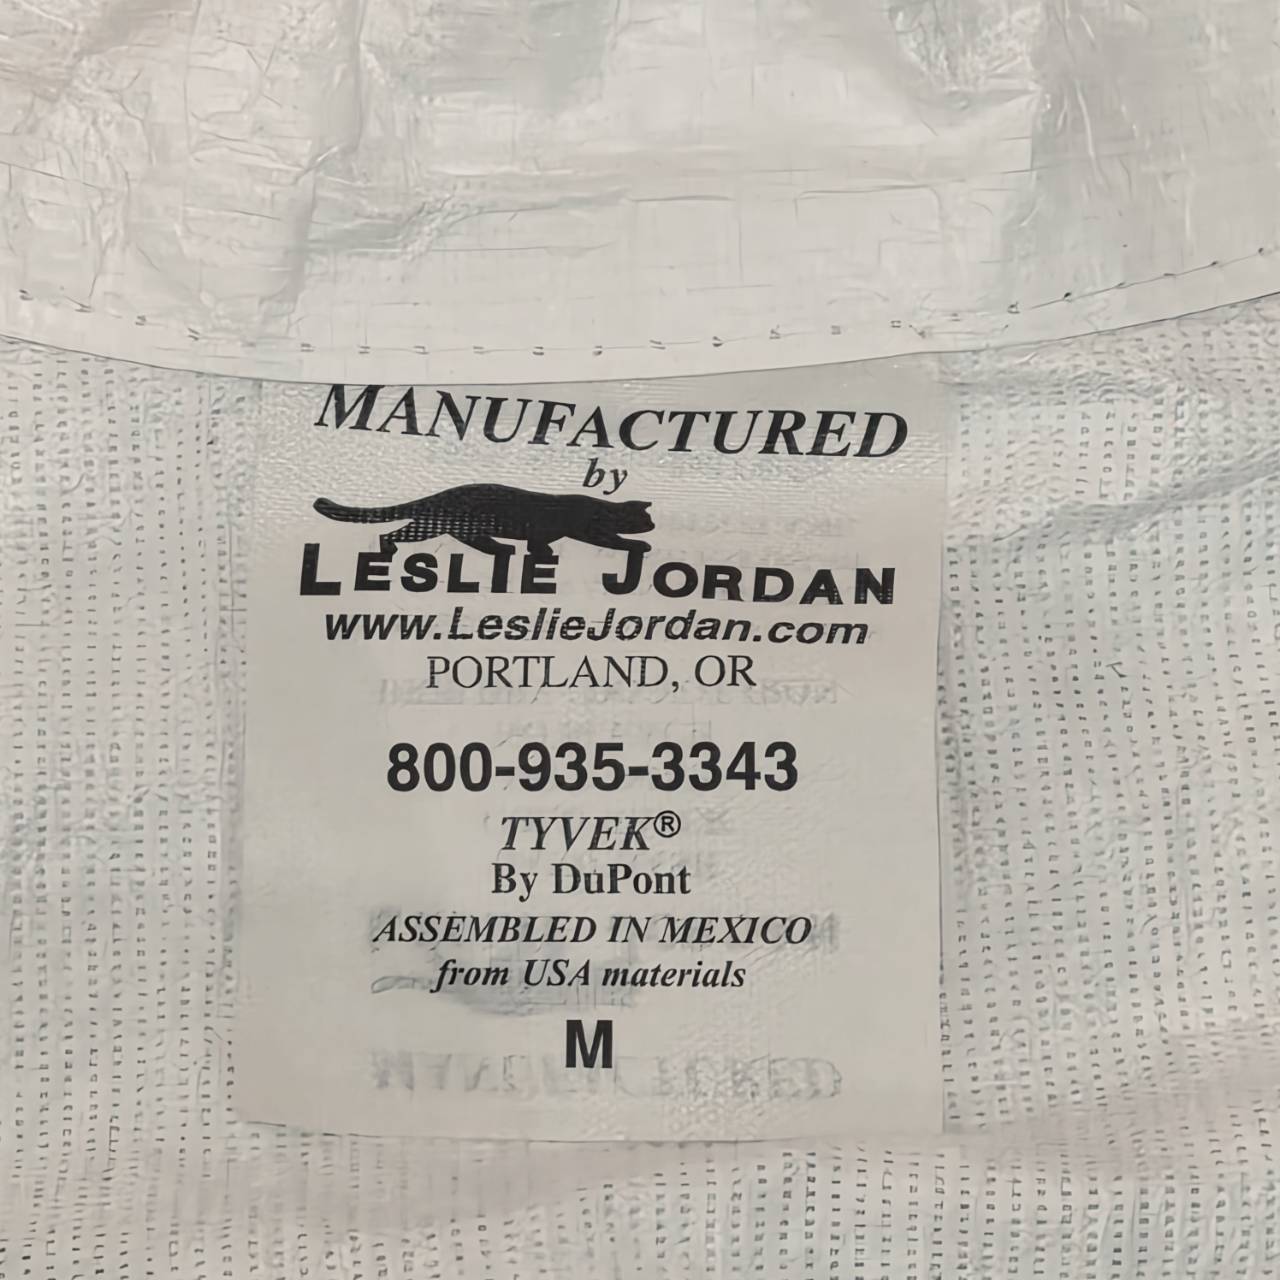 MANUFACTURED
by
LESLIE JORDAN
www.LeslieJordan.com
PORTLAND, OR
800-935-3343
TYVEK®
By DuPont
ASSEMBLED IN MEXICO
from USA materials
M